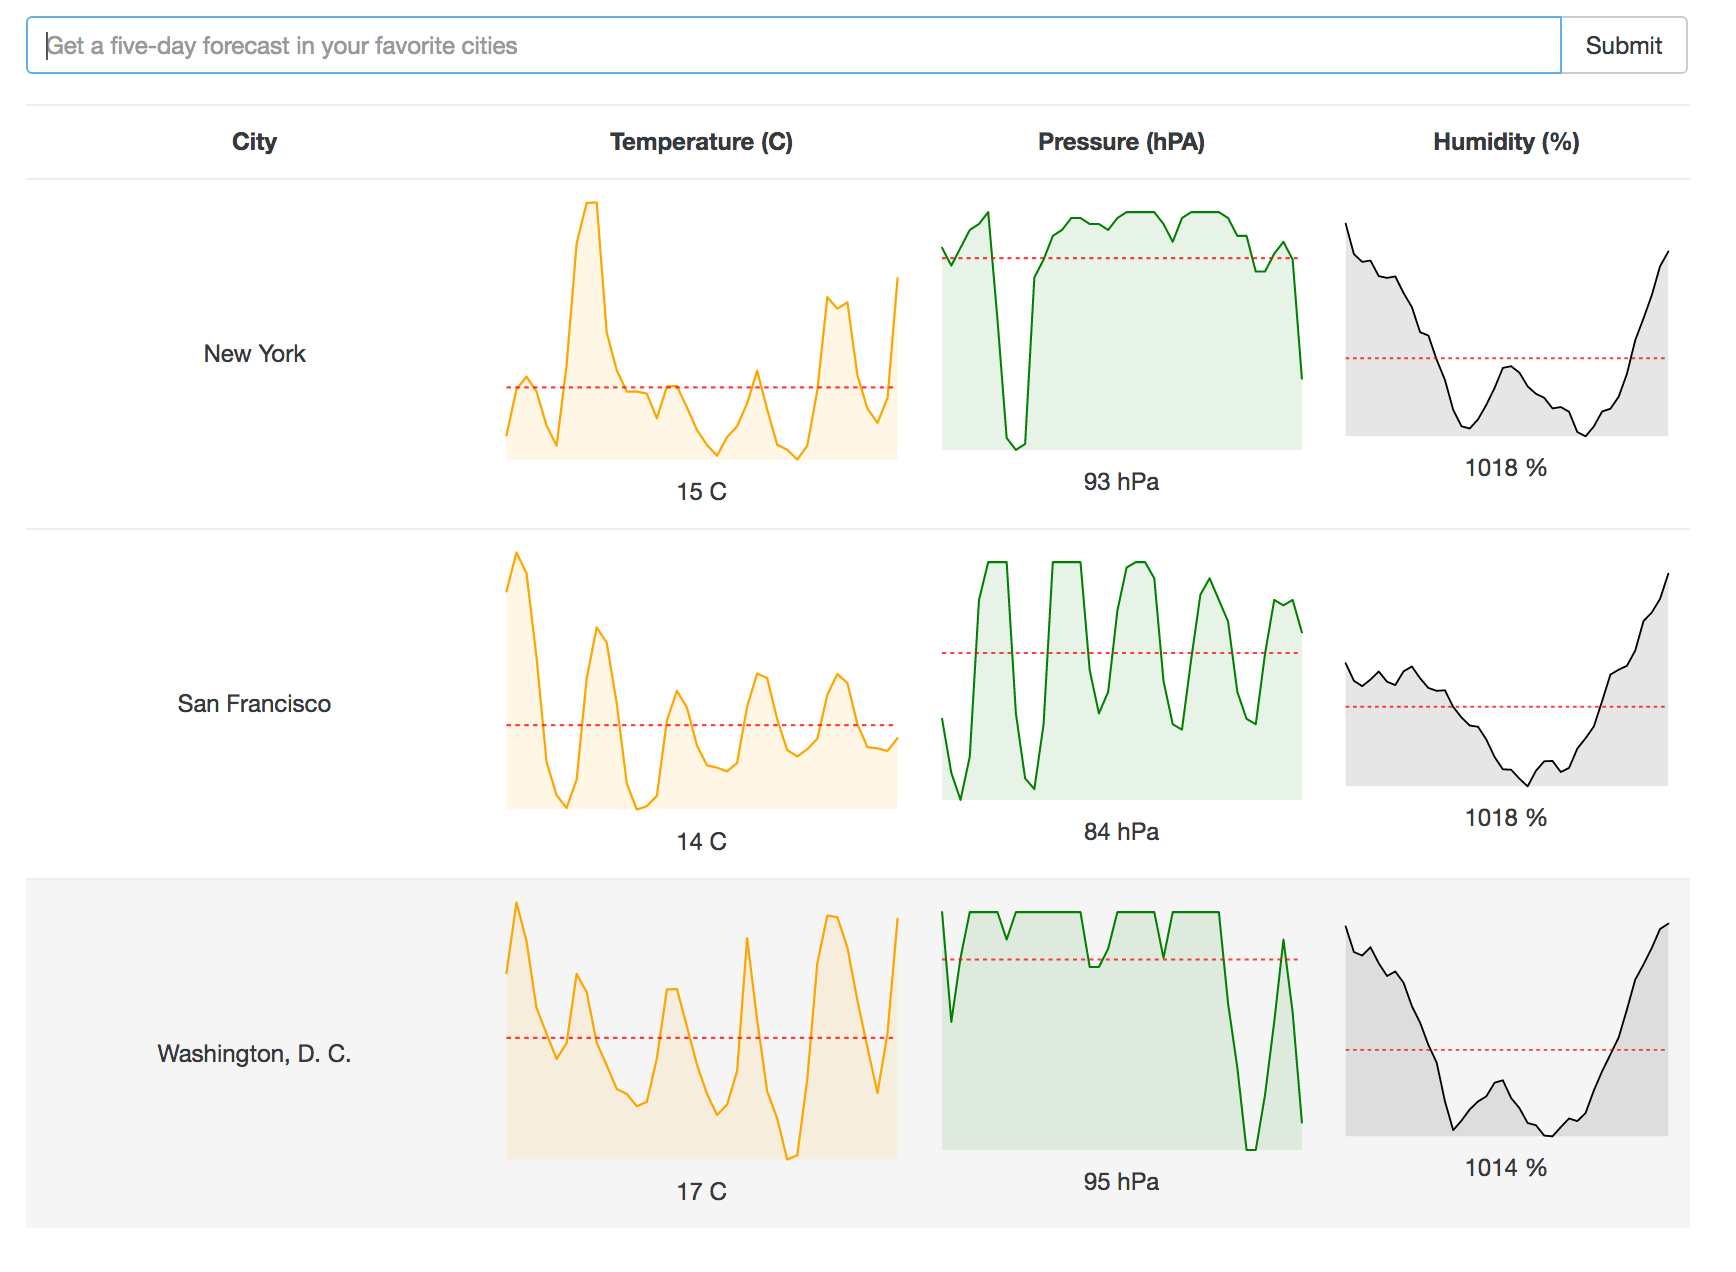 Get a five-day forecast in your favorite cities Submit
City Temperature (C) Pressure (hPA) Humidity (%)
New York
15 C 93 hPa 1018 %
San Francisco
14 C 84 hPa 1018 %
Washington, D. C.
17 C 95 hPa 1014 %